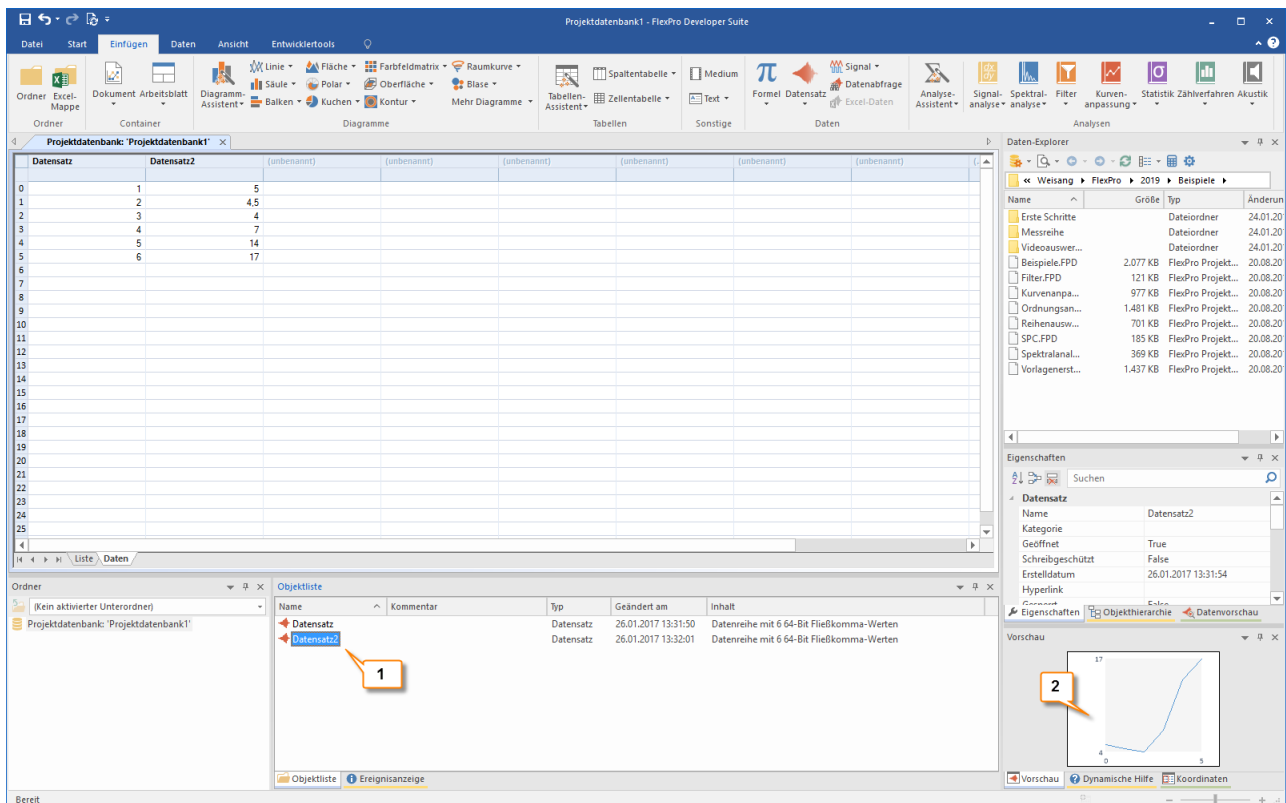 Projektdatenbank1 - FlexPro Developer Suite
Datei Start Einfügen Daten Ansicht Entwicklertools
Linie Fläche Farbfeldmatrix Raumkurve Spaltentabelle Medium Signal
Säule Polar Oberfläche Blase Datenabfrage
Ordner Excel-Mappe Dokument Arbeitsblatt Diagramm-Assistent Balken Kuchen Kontur Mehr Diagramme Tabellen-Assistent Zellentabelle Text Formel Datensatz Excel-Daten Analyse-Assistent Signal-analyse Spektral-analyse Filter Kurven-anpassung Statistik Zählverfahren Akustik
Ordner Container Diagramme Tabellen Sonstige Daten Analysen
Projektdatenbank: 'Projektdatenbank1'
Datensatz Datensatz2 (unbenannt) (unbenannt) (unbenannt) (unbenannt) (unbenannt) (unbenannt)
0 1 5
1 2 4,5
2 3 4
3 4 7
4 5 14
5 6 17
6
7
8
9
10
11
12
13
14
15
16
17
18
19
20
21
22
23
24
25
Liste Daten
Daten-Explorer
« Weisang FlexPro 2019 Beispiele
Name Größe Typ Änderun
Erste Schritte Dateiordner 24.01.20
Messreihe Dateiordner 24.01.20
Videoauswer... Dateiordner 24.01.20
Beispiele.FPD 2.077 KB FlexPro Projekt... 20.08.20
Filter.FPD 121 KB FlexPro Projekt... 20.08.20
Kurvenanpa... 977 KB FlexPro Projekt... 20.08.20
Ordnungsan... 1.481 KB FlexPro Projekt... 20.08.20
Reihenausw... 701 KB FlexPro Projekt... 20.08.20
SPC.FPD 185 KB FlexPro Projekt... 20.08.20
Spektralanal... 369 KB FlexPro Projekt... 20.08.20
Vorlagenerst... 1.437 KB FlexPro Projekt... 20.08.20
Eigenschaften
Suchen
Datensatz
Name Datensatz2
Kategorie
Geöffnet True
Schreibgeschützt False
Erstelldatum 26.01.2017 13:31:54
Hyperlink
Eigenschaften Objekthierarchie Datenvorschau
Ordner
(Kein aktivierter Unterordner)
Projektdatenbank: 'Projektdatenbank1'
Objektliste
Name Kommentar Typ Geändert am Inhalt
Datensatz Datensatz 26.01.2017 13:31:50 Datenreihe mit 6 64-Bit Fließkomma-Werten
Datensatz2 Datensatz 26.01.2017 13:32:01 Datenreihe mit 6 64-Bit Fließkomma-Werten
1
Objektliste Ereignisanzeige
Vorschau
17
2
4
0 5
Vorschau Dynamische Hilfe Koordinaten
Bereit